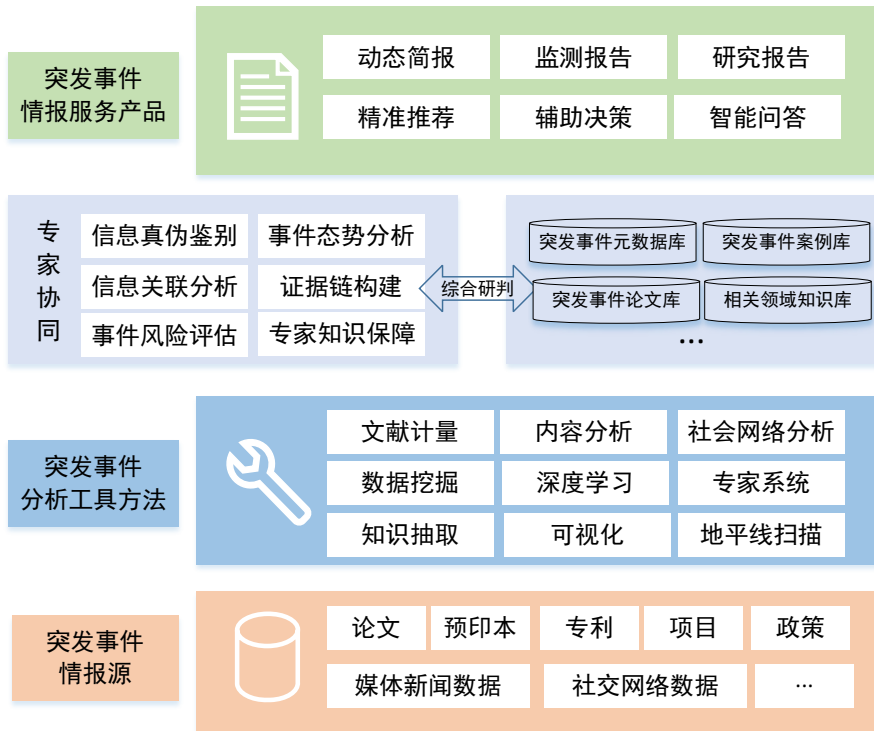 突发事件
情报服务产品
动态简报
监测报告
研究报告
精准推荐
辅助决策
智能问答
专家协同
信息真伪鉴别
事件态势分析
信息关联分析
证据链构建
事件风险评估
专家知识保障
综合研判
突发事件元数据库
突发事件案例库
突发事件论文库
相关领域知识库
...
突发事件
分析工具方法
文献计量
内容分析
社会网络分析
数据挖掘
深度学习
专家系统
知识抽取
可视化
地平线扫描
突发事件
情报源
论文
预印本
专利
项目
政策
媒体新闻数据
社交网络数据
...